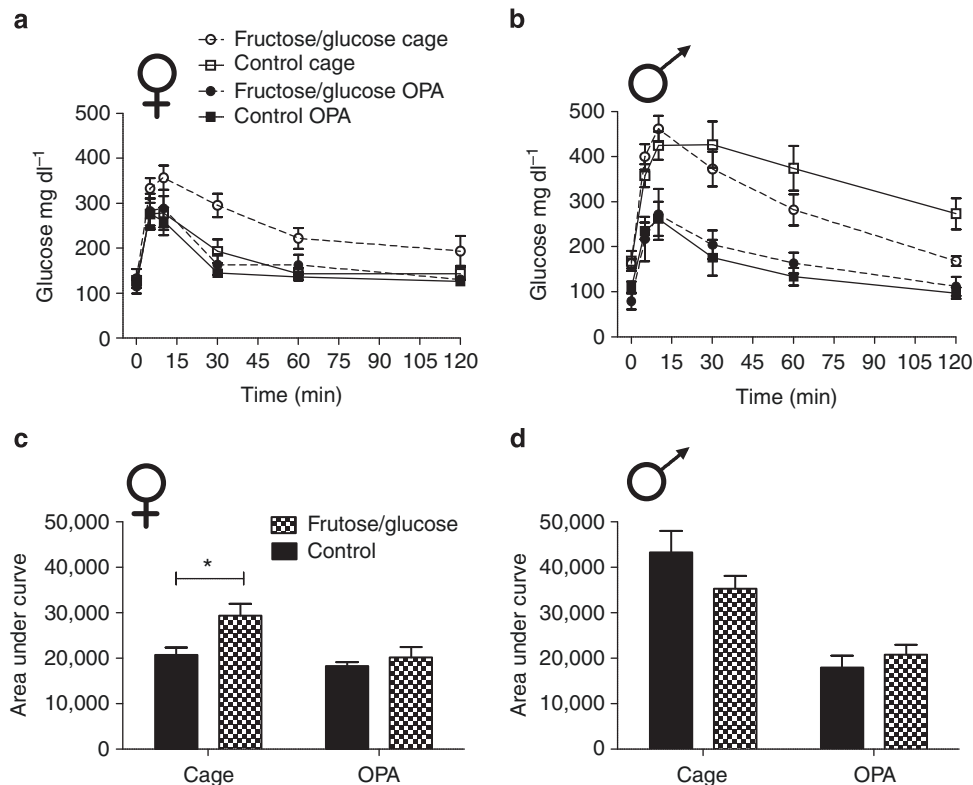 a
Fructose/glucose cage
Control cage
Fructose/glucose OPA
Control OPA
500
400
300
200
100
0
Glucose mg dl⁻¹
0 15 30 45 60 75 90 105 120
Time (min)
b
500
400
300
200
100
0
Glucose mg dl⁻¹
0 15 30 45 60 75 90 105 120
Time (min)
c
50,000
40,000
30,000
20,000
10,000
0
Area under curve
Frutose/glucose
Control
*
Cage OPA
d
50,000
40,000
30,000
20,000
10,000
0
Area under curve
Cage OPA